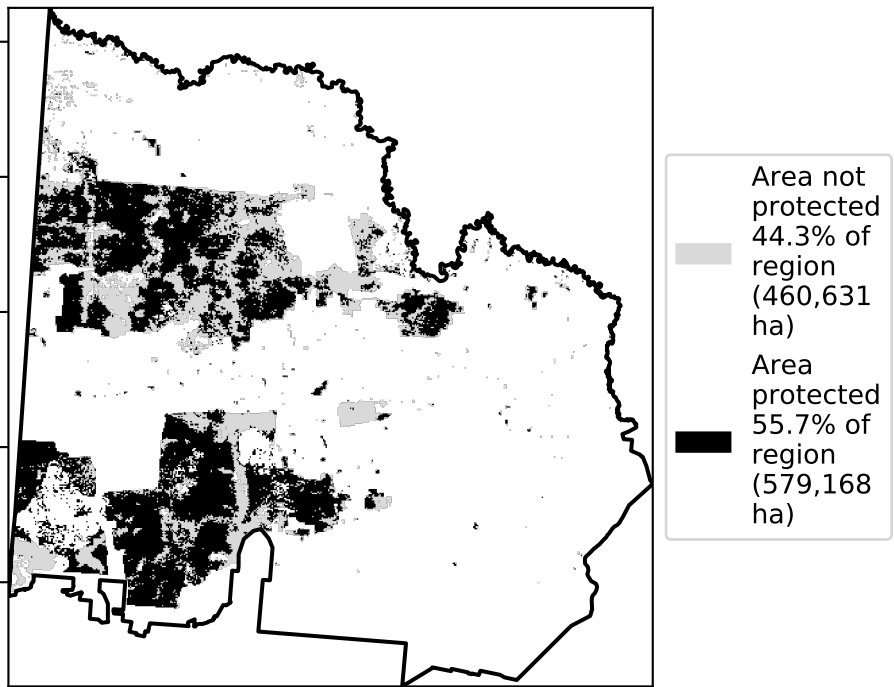 Area not
protected
44.3% of
region
(460,631
ha)
Area
protected
55.7% of
region
(579,168
ha)